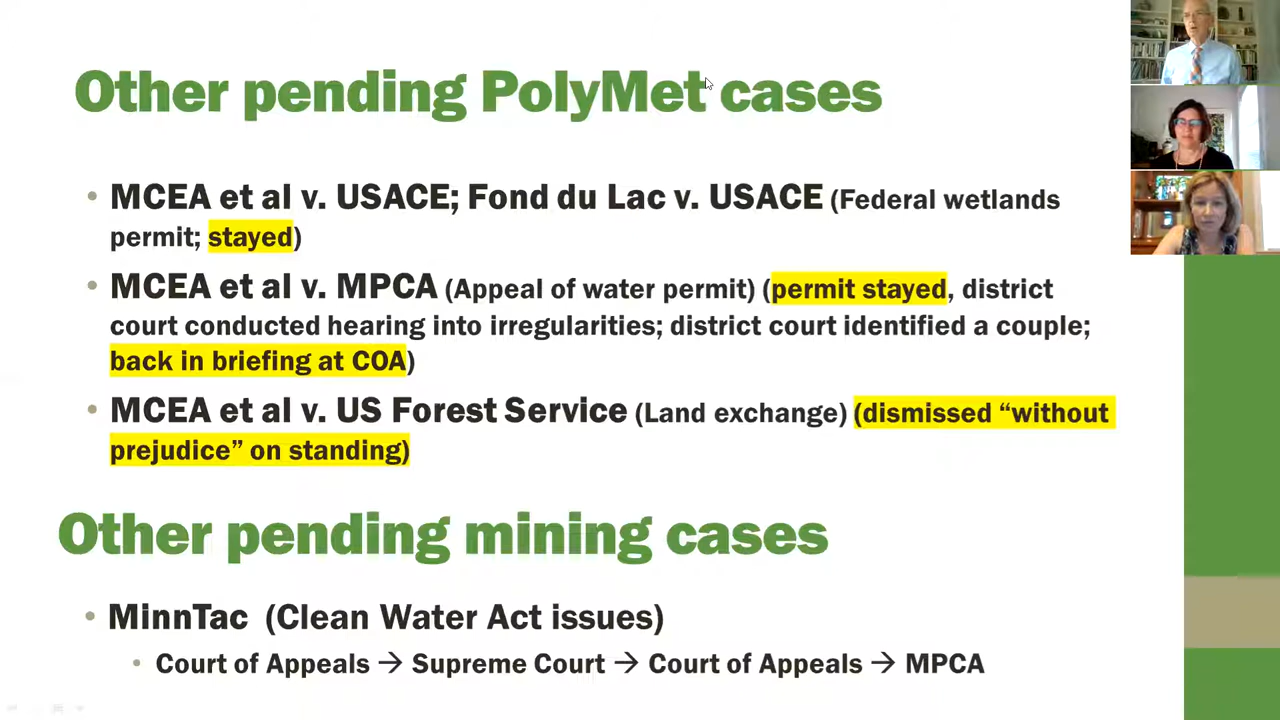 Other pending PolyMet cases
• MCEA et al v. USACE; Fond du Lac v. USACE (Federal wetlands
permit; stayed)
• MCEA et al v. MPCA (Appeal of water permit) (permit stayed, district
court conducted hearing into irregularities; district court identified a couple;
back in briefing at COA)
• MCEA et al v. US Forest Service (Land exchange) (dismissed “without
prejudice” on standing)
Other pending mining cases
• MinnTac (Clean Water Act issues)
• Court of Appeals → Supreme Court → Court of Appeals → MPCA